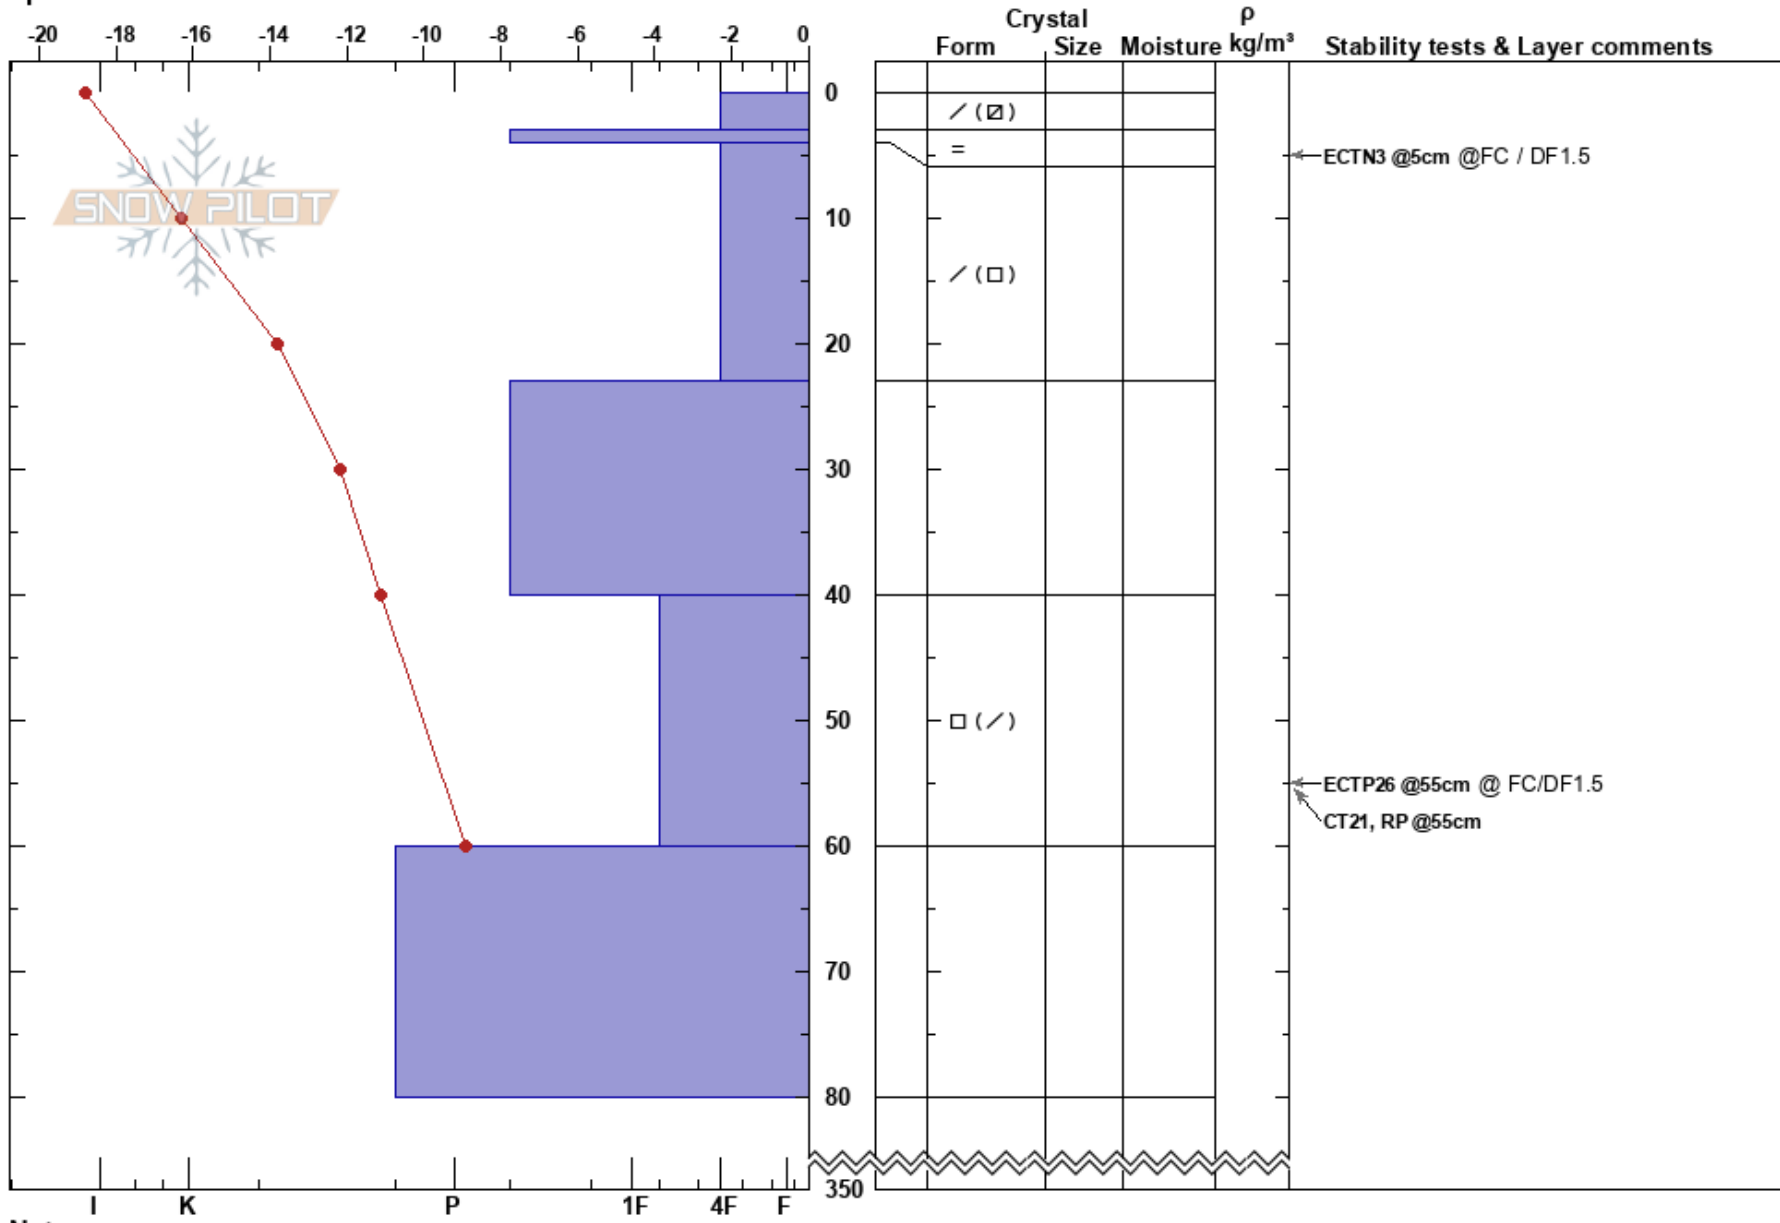 Crystal ρ
-20 -18 -16 -14 -12 -10 -8 -6 -4 -2 0 Form Size Moisture kg/m³ Stability tests & Layer comments
0
∕ (⧄)
=
ECTN3 @5cm @FC / DF1.5
SNOW PILOT
10
∕ (□)
20
30
40
50 □ (∕)
ECTP26 @55cm @ FC/DF1.5
CT21, RP @55cm
60
70
80
350
I K P 1F 4F F